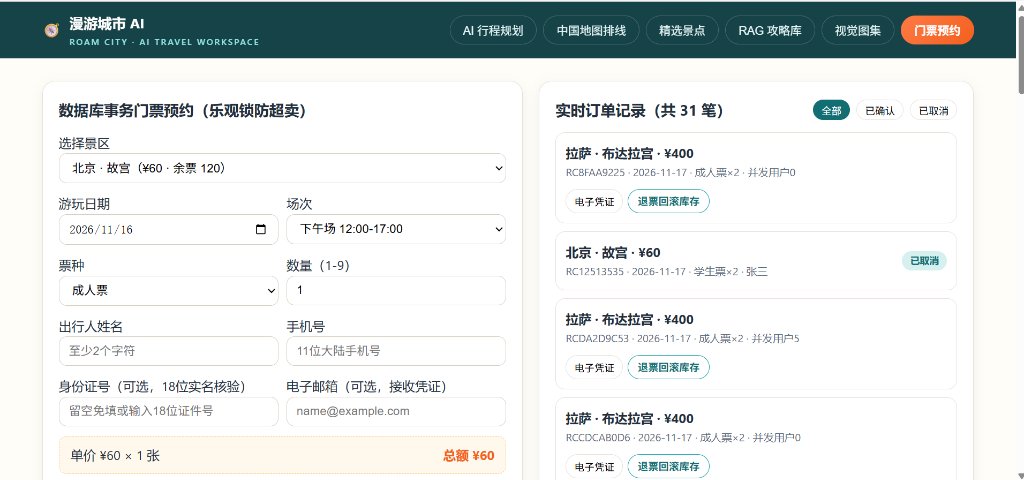 漫游城市 AI
ROAM CITY · AI TRAVEL WORKSPACE
AI 行程规划
中国地图排线
精选景点
RAG 攻略库
视觉图集
门票预约
数据库事务门票预约（乐观锁防超卖）
选择景区
北京 · 故宫（¥60 · 余票 120）
游玩日期
场次
2026/11/16
下午场 12:00-17:00
票种
数量（1-9）
成人票
1
出行人姓名
手机号
至少2个字符
11位大陆手机号
身份证号（可选，18位实名核验）
电子邮箱（可选，接收凭证）
留空免填或输入18位证件号
name@example.com
单价 ¥60 × 1 张
总额 ¥60
实时订单记录（共 31 笔）
全部
已确认
已取消
拉萨 · 布达拉宫 · ¥400
RC8FAA9225 · 2026-11-17 · 成人票×2 · 并发用户0
电子凭证
退票回滚库存
北京 · 故宫 · ¥60
RC12513535 · 2026-11-17 · 学生票×2 · 张三
已取消
拉萨 · 布达拉宫 · ¥400
RCDA2D9C53 · 2026-11-17 · 成人票×2 · 并发用户5
电子凭证
退票回滚库存
拉萨 · 布达拉宫 · ¥400
RCCDCAB0D6 · 2026-11-17 · 成人票×2 · 并发用户0
电子凭证
退票回滚库存